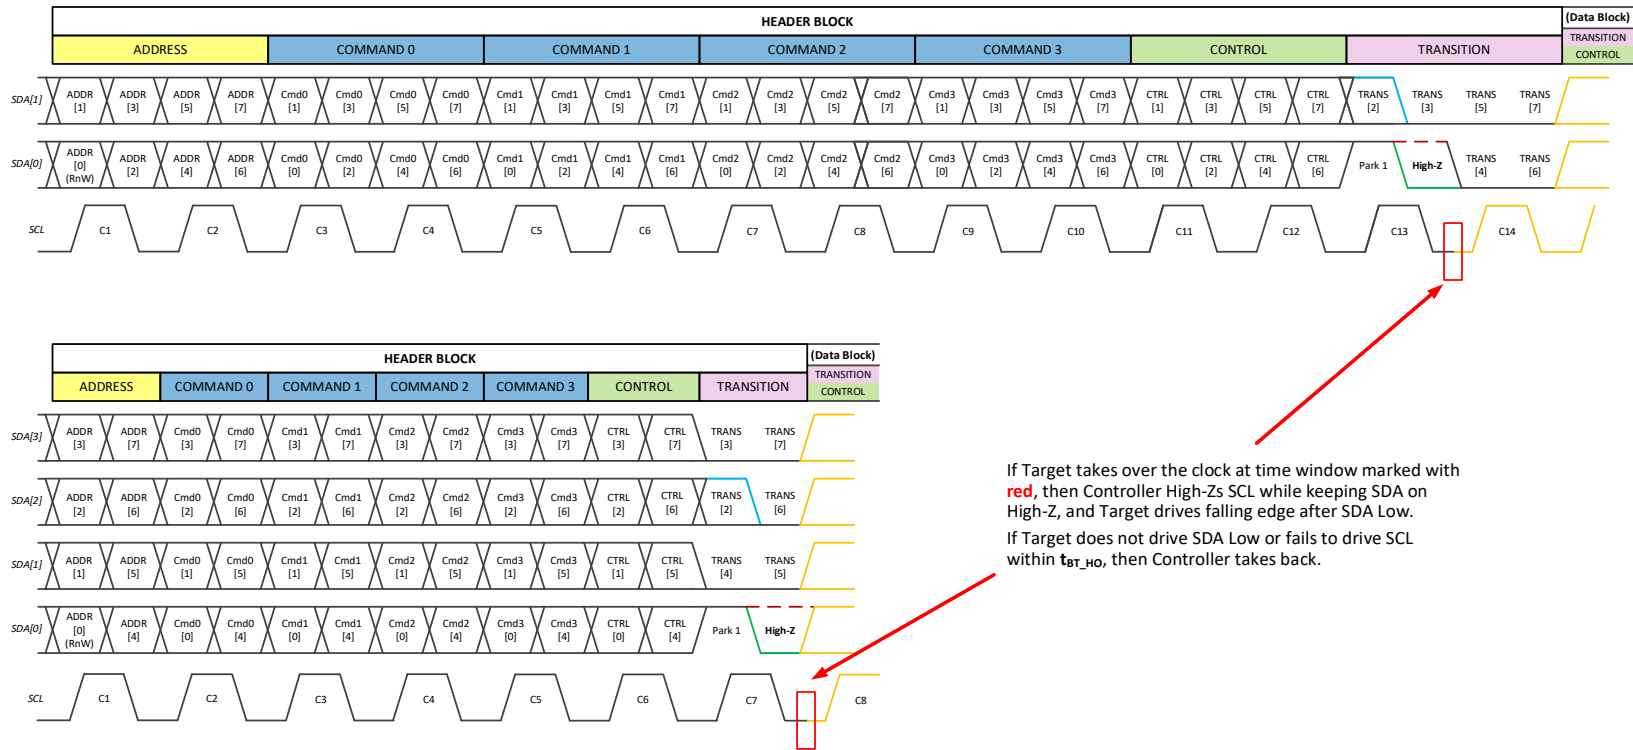 HEADER BLOCK (Data Block)
ADDRESS COMMAND 0 COMMAND 1 COMMAND 2 COMMAND 3 CONTROL TRANSITION TRANSITION
CONTROL
SDA[1] ADDR [1] ADDR [3] ADDR [5] ADDR [7] Cmd0 [1] Cmd0 [3] Cmd0 [5] Cmd0 [7] Cmd1 [1] Cmd1 [3] Cmd1 [5] Cmd1 [7] Cmd2 [1] Cmd2 [3] Cmd2 [5] Cmd2 [7] Cmd3 [1] Cmd3 [3] Cmd3 [5] Cmd3 [7] CTRL [1] CTRL [3] CTRL [5] CTRL [7] TRANS [2] TRANS [3] TRANS [5] TRANS [7]
SDA[0] ADDR [0] (RnW) ADDR [2] ADDR [4] ADDR [6] Cmd0 [0] Cmd0 [2] Cmd0 [4] Cmd0 [6] Cmd1 [0] Cmd1 [2] Cmd1 [4] Cmd1 [6] Cmd2 [0] Cmd2 [2] Cmd2 [4] Cmd2 [6] Cmd3 [0] Cmd3 [2] Cmd3 [4] Cmd3 [6] CTRL [0] CTRL [2] CTRL [4] CTRL [6] Park 1 High-Z TRANS [4] TRANS [6]
SCL C1 C2 C3 C4 C5 C6 C7 C8 C9 C10 C11 C12 C13 C14
HEADER BLOCK (Data Block)
ADDRESS COMMAND 0 COMMAND 1 COMMAND 2 COMMAND 3 CONTROL TRANSITION TRANSITION
CONTROL
SDA[3] ADDR [3] ADDR [7] Cmd0 [3] Cmd0 [7] Cmd1 [3] Cmd1 [7] Cmd2 [3] Cmd2 [7] Cmd3 [3] Cmd3 [7] CTRL [3] CTRL [7] TRANS [3] TRANS [7]
SDA[2] ADDR [2] ADDR [6] Cmd0 [2] Cmd0 [6] Cmd1 [2] Cmd1 [6] Cmd2 [2] Cmd2 [6] Cmd3 [2] Cmd3 [6] CTRL [2] CTRL [6] TRANS [2] TRANS [6]
SDA[1] ADDR [1] ADDR [5] Cmd0 [1] Cmd0 [5] Cmd1 [1] Cmd1 [5] Cmd2 [1] Cmd2 [5] Cmd3 [1] Cmd3 [5] CTRL [1] CTRL [5] TRANS [4] TRANS [5]
SDA[0] ADDR [0] (RnW) ADDR [4] Cmd0 [0] Cmd0 [4] Cmd1 [0] Cmd1 [4] Cmd2 [0] Cmd2 [4] Cmd3 [0] Cmd3 [4] CTRL [0] CTRL [4] Park 1 High-Z
SCL C1 C2 C3 C4 C5 C6 C7 C8
If Target takes over the clock at time window marked with
red, then Controller High-Zs SCL while keeping SDA on
High-Z, and Target drives falling edge after SDA Low.
If Target does not drive SDA Low or fails to drive SCL
within tBT_HO, then Controller takes back.